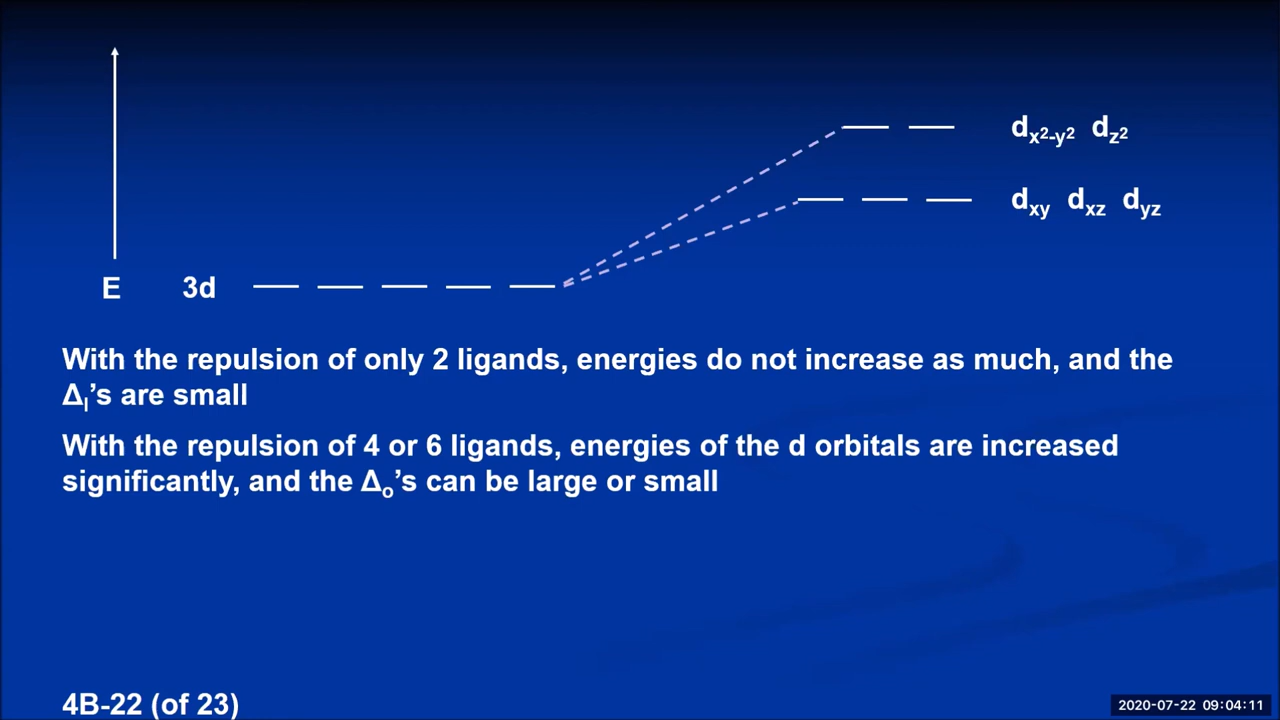 dx²-y² dz²
dxy dxz dyz
E 3d
With the repulsion of only 2 ligands, energies do not increase as much, and the
Δl’s are small
With the repulsion of 4 or 6 ligands, energies of the d orbitals are increased
significantly, and the Δo’s can be large or small
4B-22 (of 23)
2020-07-22 09:04:11